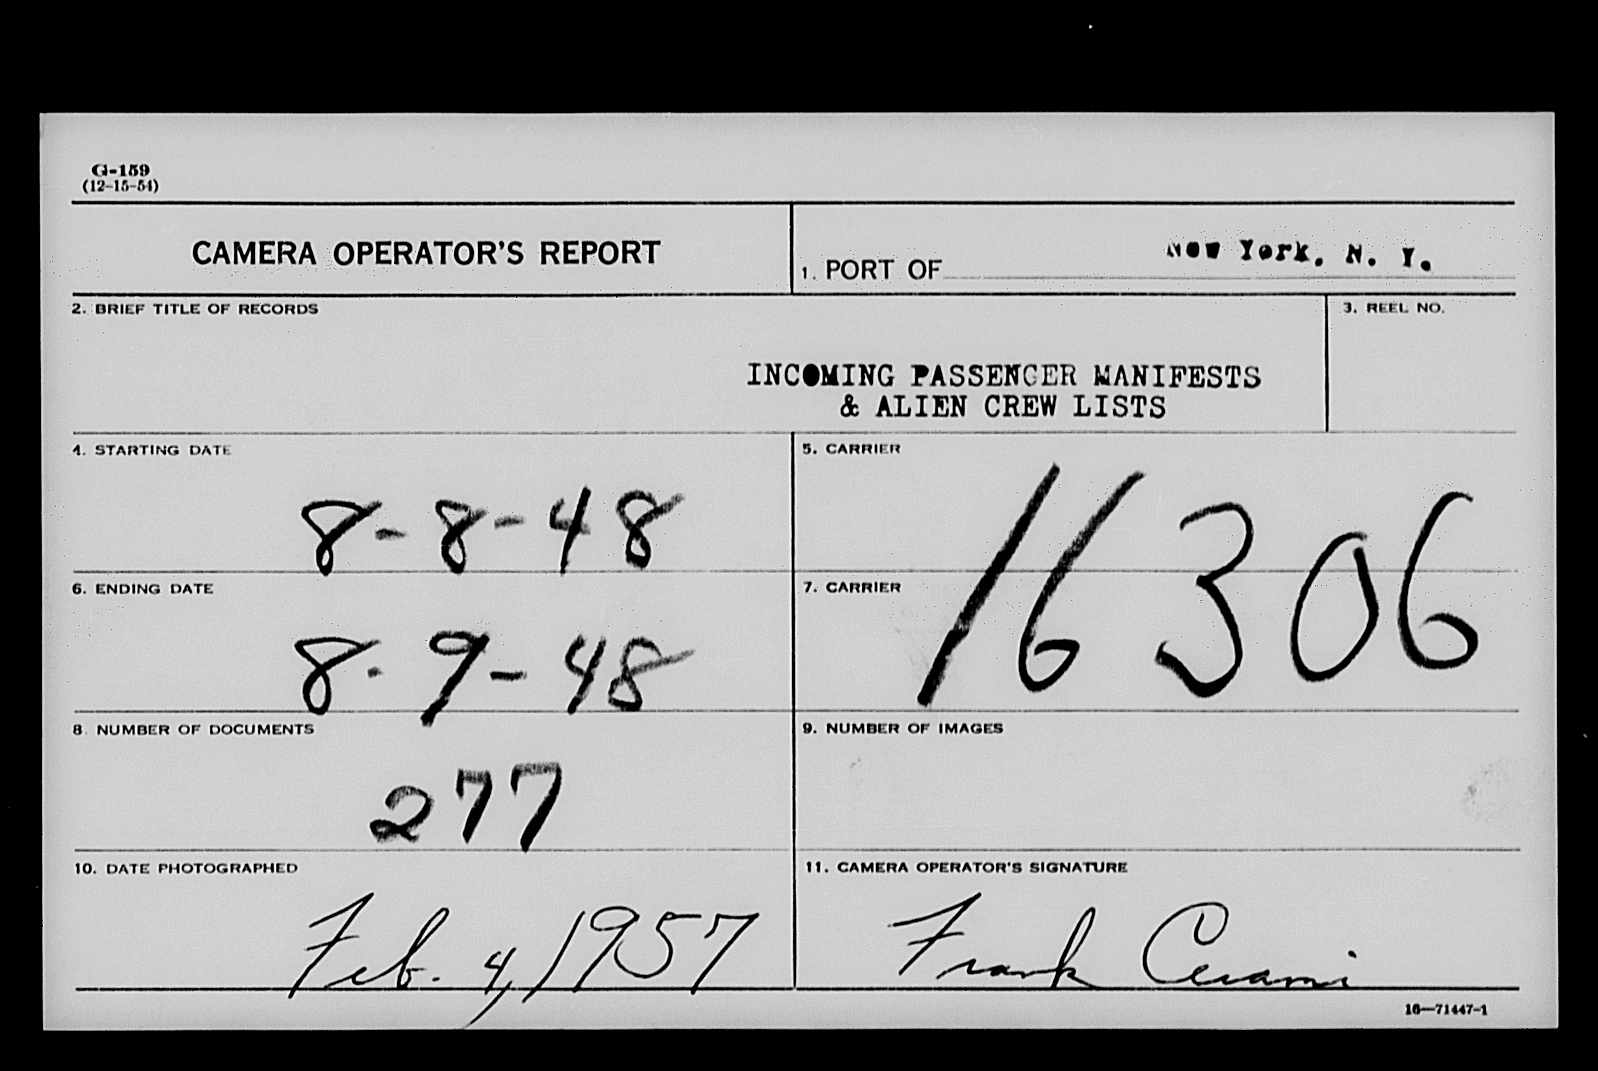 G-159
(12-15-54)
CAMERA OPERATOR'S REPORT
1. PORT OF New York, N. Y.
2. BRIEF TITLE OF RECORDS
3. REEL NO.
INCOMING PASSENGER MANIFESTS
& ALIEN CREW LISTS
4. STARTING DATE
8-8-48
5. CARRIER
16306
6. ENDING DATE
8-9-48
7. CARRIER
8. NUMBER OF DOCUMENTS
277
9. NUMBER OF IMAGES
10. DATE PHOTOGRAPHED
Feb. 4, 1957
11. CAMERA OPERATOR'S SIGNATURE
Frank Cerami
16—71447-1